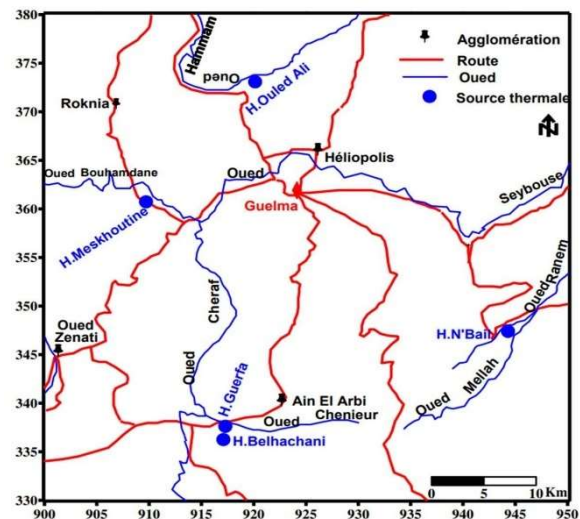 380
370
365
360
355
350
345
340
335
330
900
905
910
915
920
925
930
935
940
945
950
Agglomération
Route
Oued
Source thermale
N
Hammam
Oued
H.Ouled Ali
Roknia
Héliopolis
Oued Bouhamdane
Oued
Seybouse
Guelma
H.Meskhoutine
Cheraf
Oued
Oued Ranem
H.N'Bail
Oued
Zenati
Oued
Mellah
H.Guerfa
Ain El Arbi
Oued Chenieur
H.Belhachani
0 5 10 Km